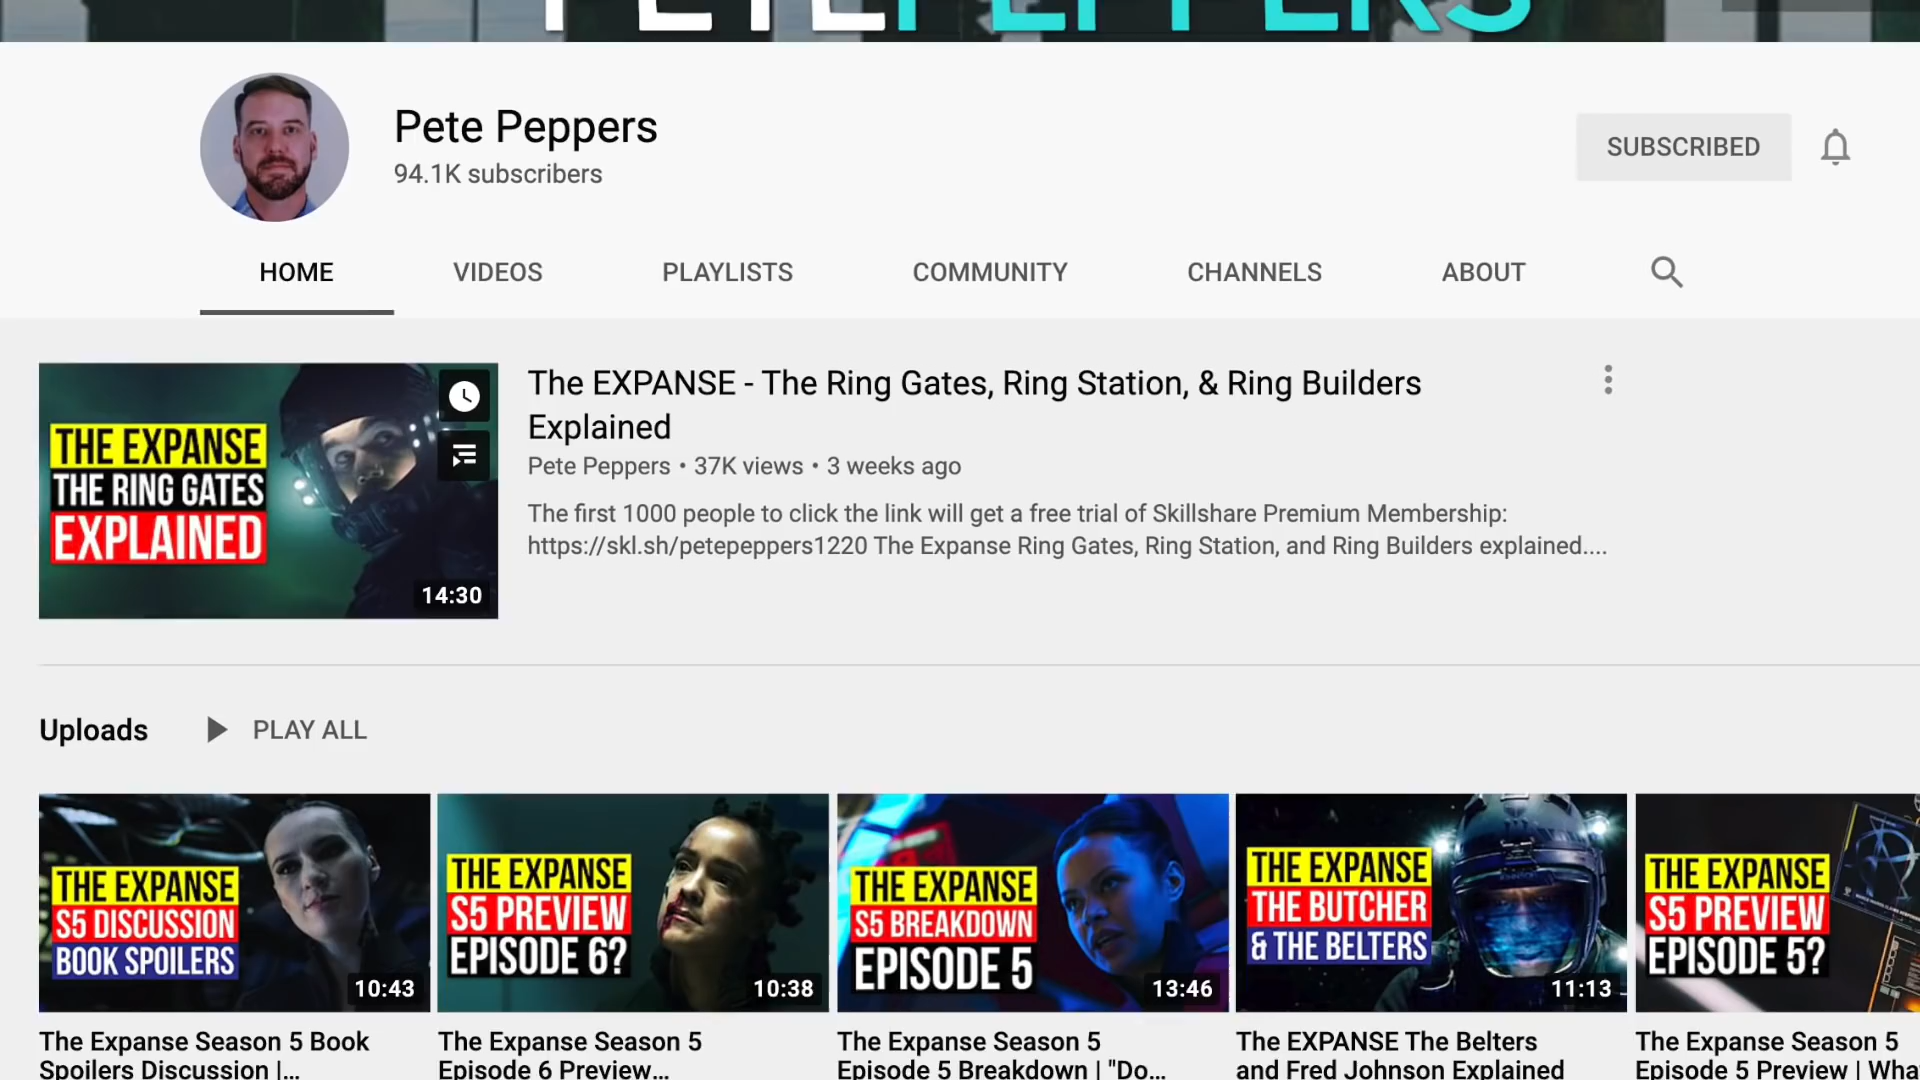 PETEPEPPERS
Pete Peppers
94.1K subscribers
SUBSCRIBED
HOME
VIDEOS
PLAYLISTS
COMMUNITY
CHANNELS
ABOUT
THE EXPANSE
THE RING GATES
EXPLAINED
14:30
The EXPANSE - The Ring Gates, Ring Station, & Ring Builders
Explained
Pete Peppers • 37K views • 3 weeks ago
The first 1000 people to click the link will get a free trial of Skillshare Premium Membership:
https://skl.sh/petepeppers1220 The Expanse Ring Gates, Ring Station, and Ring Builders explained....
Uploads
PLAY ALL
THE EXPANSE
S5 DISCUSSION
BOOK SPOILERS
10:43
The Expanse Season 5 Book
Spoilers Discussion |...
THE EXPANSE
S5 PREVIEW
EPISODE 6?
10:38
The Expanse Season 5
Episode 6 Preview...
THE EXPANSE
S5 BREAKDOWN
EPISODE 5
13:46
The Expanse Season 5
Episode 5 Breakdown | "Do...
THE EXPANSE
THE BUTCHER
& THE BELTERS
11:13
The EXPANSE The Belters
and Fred Johnson Explained
THE EXPANSE
S5 PREVIEW
EPISODE 5?
The Expanse Season 5
Episode 5 Preview | Wha